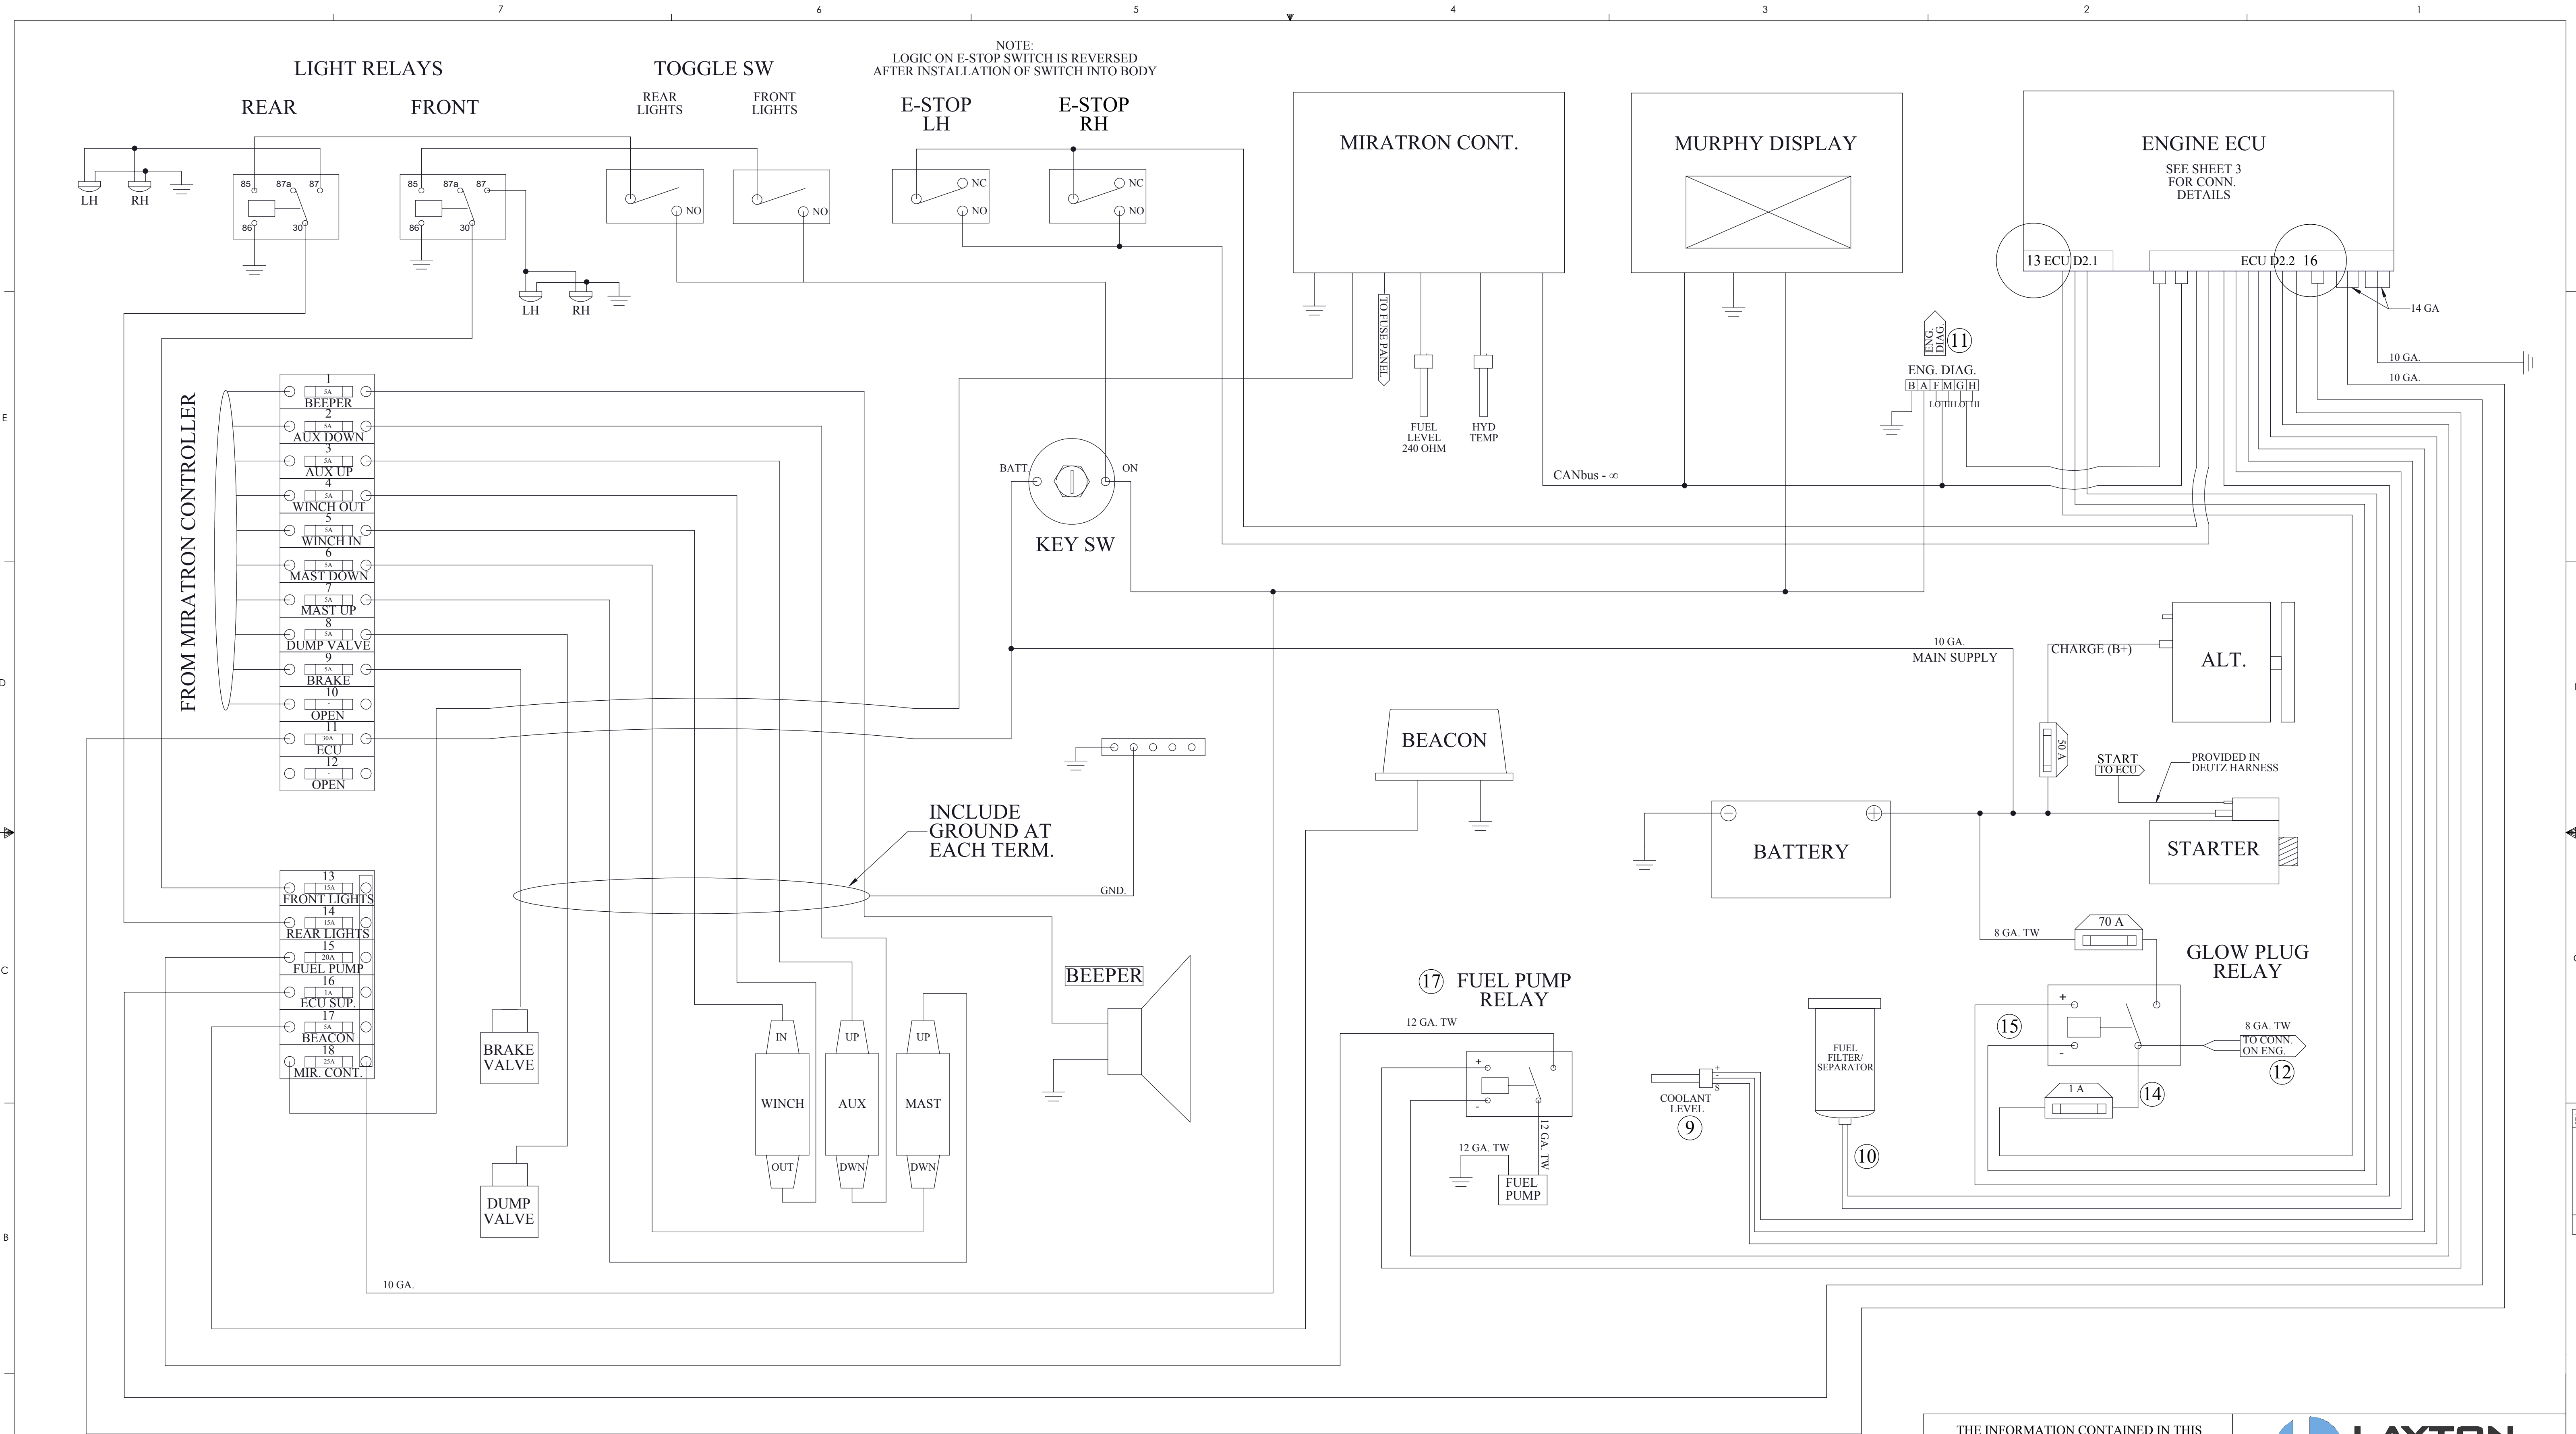 7
6
5
4
3
2
1
NOTE:
LOGIC ON E-STOP SWITCH IS REVERSED
AFTER INSTALLATION OF SWITCH INTO BODY
LIGHT RELAYS
TOGGLE SW
REAR
FRONT
REAR
LIGHTS
FRONT
LIGHTS
E-STOP
LH
E-STOP
RH
MIRATRON CONT.
MURPHY DISPLAY
ENGINE ECU
SEE SHEET 3
FOR CONN.
DETAILS
LH
RH
85
87a
87
86
30
85
87a
87
86
30
NO
NO
NC
NO
NC
NO
13 ECU D2.1
ECU D2.2 16
LH
RH
14 GA
10 GA.
10 GA.
TO FUSE PANEL
ENG.
DIAG.
11
ENG. DIAG.
B A F M G H
LO HI LO HI
FUEL
LEVEL
240 OHM
HYD
TEMP
E
FROM MIRATRON CONTROLLER
1
5A
BEEPER
2
5A
AUX DOWN
3
5A
AUX UP
4
5A
WINCH OUT
5
5A
WINCH IN
6
5A
MAST DOWN
7
5A
MAST UP
8
5A
DUMP VALVE
9
5A
BRAKE
10
-
OPEN
11
30A
ECU
12
-
OPEN
BATT.
ON
KEY SW
CANbus - ∞
10 GA.
MAIN SUPPLY
CHARGE (B+)
ALT.
D
BEACON
50 A
START
TO ECU
PROVIDED IN
DEUTZ HARNESS
INCLUDE
GROUND AT
EACH TERM.
GND.
BATTERY
STARTER
13
15A
FRONT LIGHTS
14
15A
REAR LIGHTS
15
20A
FUEL PUMP
16
1A
ECU SUP.
17
5A
BEACON
18
25A
MIR. CONT.
C
8 GA. TW
70 A
GLOW PLUG
RELAY
BEEPER
17 FUEL PUMP
RELAY
12 GA. TW
+
-
12 GA. TW
12 GA. TW
FUEL
PUMP
BRAKE
VALVE
DUMP
VALVE
IN
WINCH
OUT
UP
AUX
DWN
UP
MAST
DWN
+
-
S
COOLANT
LEVEL
9
FUEL
FILTER/
SEPARATOR
10
15
+
-
8 GA. TW
TO CONN.
ON ENG.
12
1 A
14
B
10 GA.
THE INFORMATION CONTAINED IN THIS
LAYTON